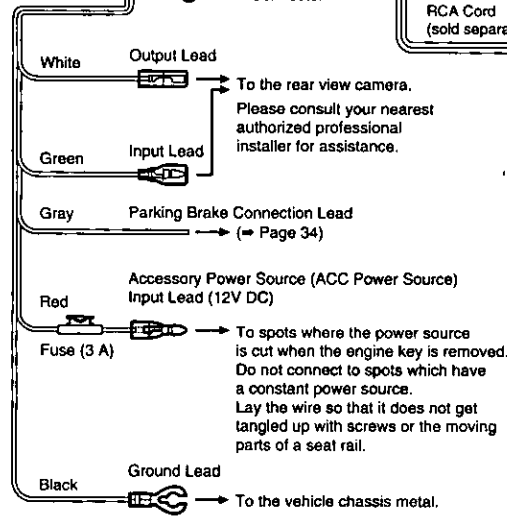 RCA Cord
(sold separa
White
Output Lead
To the rear view camera.
Please consult your nearest
authorized professional
installer for assistance.
Green
Input Lead
Gray
Parking Brake Connection Lead
(➡ Page 34)
Accessory Power Source (ACC Power Source)
Input Lead (12V DC)
Red
Fuse (3 A)
To spots where the power source
is cut when the engine key is removed.
Do not connect to spots which have
a constant power source.
Lay the wire so that it does not get
tangled up with screws or the moving
parts of a seat rail.
Ground Lead
Black
To the vehicle chassis metal.